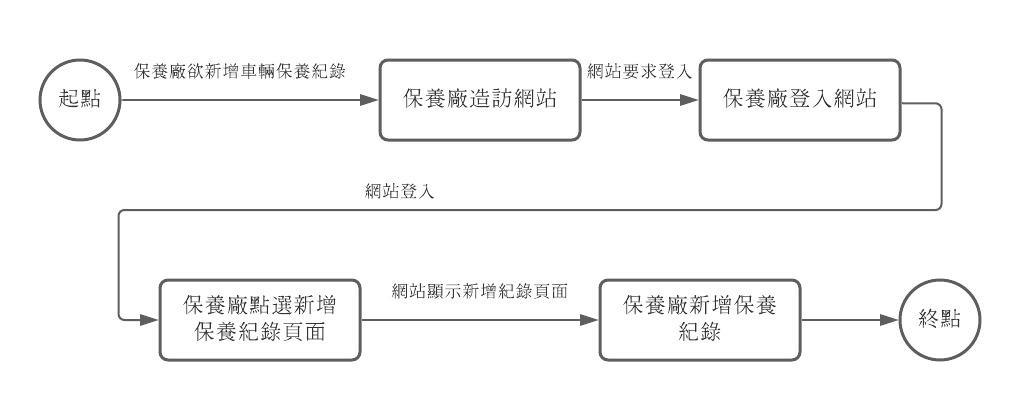 保養廠欲新增車輛保養紀錄
網站要求登入
起點
保養廠造訪網站
保養廠登入網站
網站登入
網站顯示新增紀錄頁面
保養廠點選新增
保養紀錄頁面
保養廠新增保養
紀錄
終點